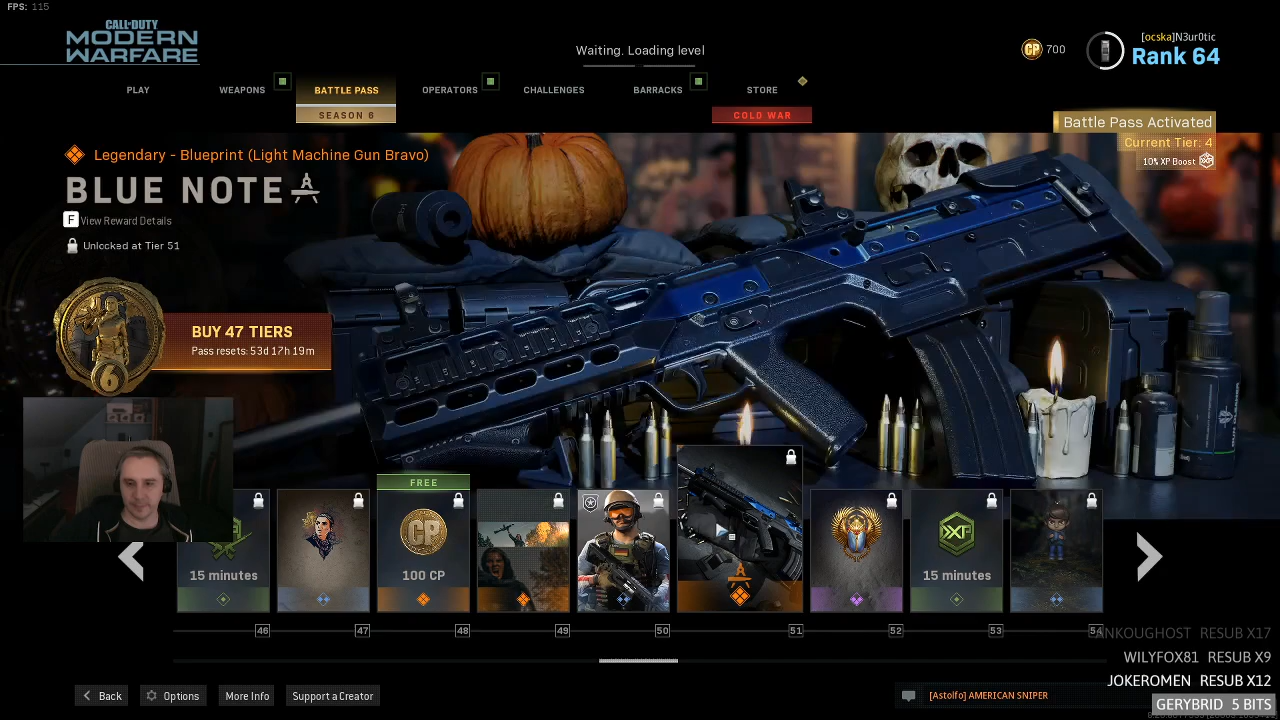 FPS: 115
CALL OF DUTY
MODERN
WARFARE
Waiting. Loading level
CP 700
[ocska]N3ur0tic
Rank 64
PLAY
WEAPONS
BATTLE PASS
OPERATORS
CHALLENGES
BARRACKS
STORE
SEASON 6
COLD WAR
Battle Pass Activated
Current Tier: 4
10% XP Boost
Legendary - Blueprint (Light Machine Gun Bravo)
BLUE NOTE
F View Reward Details
Unlocked at Tier 51
BUY 47 TIERS
Pass resets: 53d 17h 19m
6
FREE
CP
XP
15 minutes
100 CP
15 minutes
46
47
48
49
50
51
52
53
54
ANKOUGHOST RESUB X17
WILYFOX81 RESUB X9
JOKEROMEN RESUB X12
GERYBRID 5 BITS
Back
Options
More Info
Support a Creator
[Astolfo] AMERICAN SNIPER